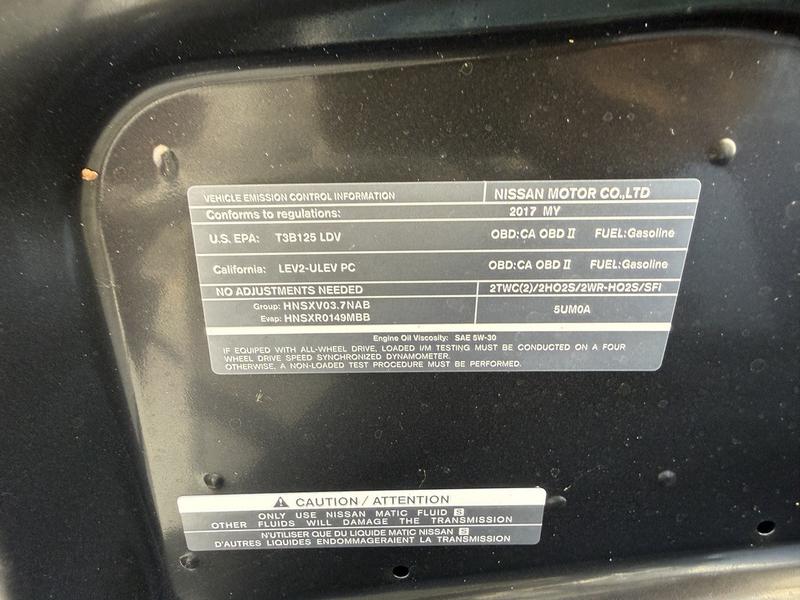 VEHICLE EMISSION CONTROL INFORMATION NISSAN MOTOR CO.,LTD
Conforms to regulations: 2017 MY
U.S. EPA: T3B125 LDV OBD:CA OBD II FUEL:Gasoline
California: LEV2-ULEV PC OBD:CA OBD II FUEL:Gasoline
NO ADJUSTMENTS NEEDED 2TWC(2)/2HO2S/2WR-HO2S/SFI
Group: HNSXV03.7NAB
Evap: HNSXR0149MBB
5UM0A
Engine Oil Viscosity: SAE 5W-30
IF EQUIPPED WITH ALL-WHEEL DRIVE, LOADED I/M TESTING MUST BE CONDUCTED ON A FOUR
WHEEL DRIVE SPEED SYNCHRONIZED DYNAMOMETER.
OTHERWISE, A NON-LOADED TEST PROCEDURE MUST BE PERFORMED.
CAUTION / ATTENTION
ONLY USE NISSAN MATIC FLUID S
OTHER FLUIDS WILL DAMAGE THE TRANSMISSION
N'UTILISER QUE DU LIQUIDE MATIC NISSAN S
D'AUTRES LIQUIDES ENDOMMAGERAIENT LA TRANSMISSION